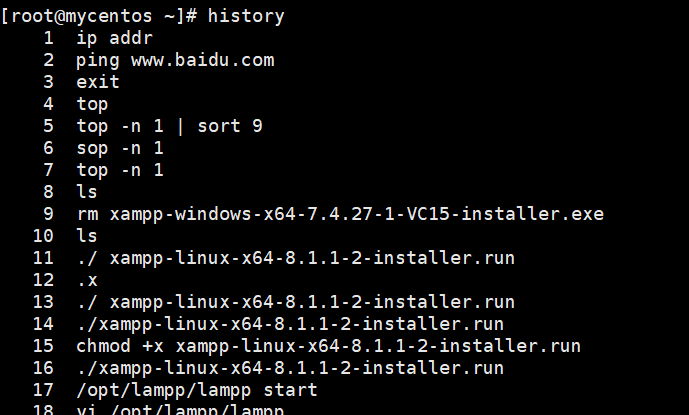 [root@mycentos ~]# history
1 ip addr
2 ping www.baidu.com
3 exit
4 top
5 top -n 1 | sort 9
6 sop -n 1
7 top -n 1
8 ls
9 rm xampp-windows-x64-7.4.27-1-VC15-installer.exe
10 ls
11 ./ xampp-linux-x64-8.1.1-2-installer.run
12 .x
13 ./ xampp-linux-x64-8.1.1-2-installer.run
14 ./xampp-linux-x64-8.1.1-2-installer.run
15 chmod +x xampp-linux-x64-8.1.1-2-installer.run
16 ./xampp-linux-x64-8.1.1-2-installer.run
17 /opt/lampp/lampp start
18 vi /opt/lampp/lampp